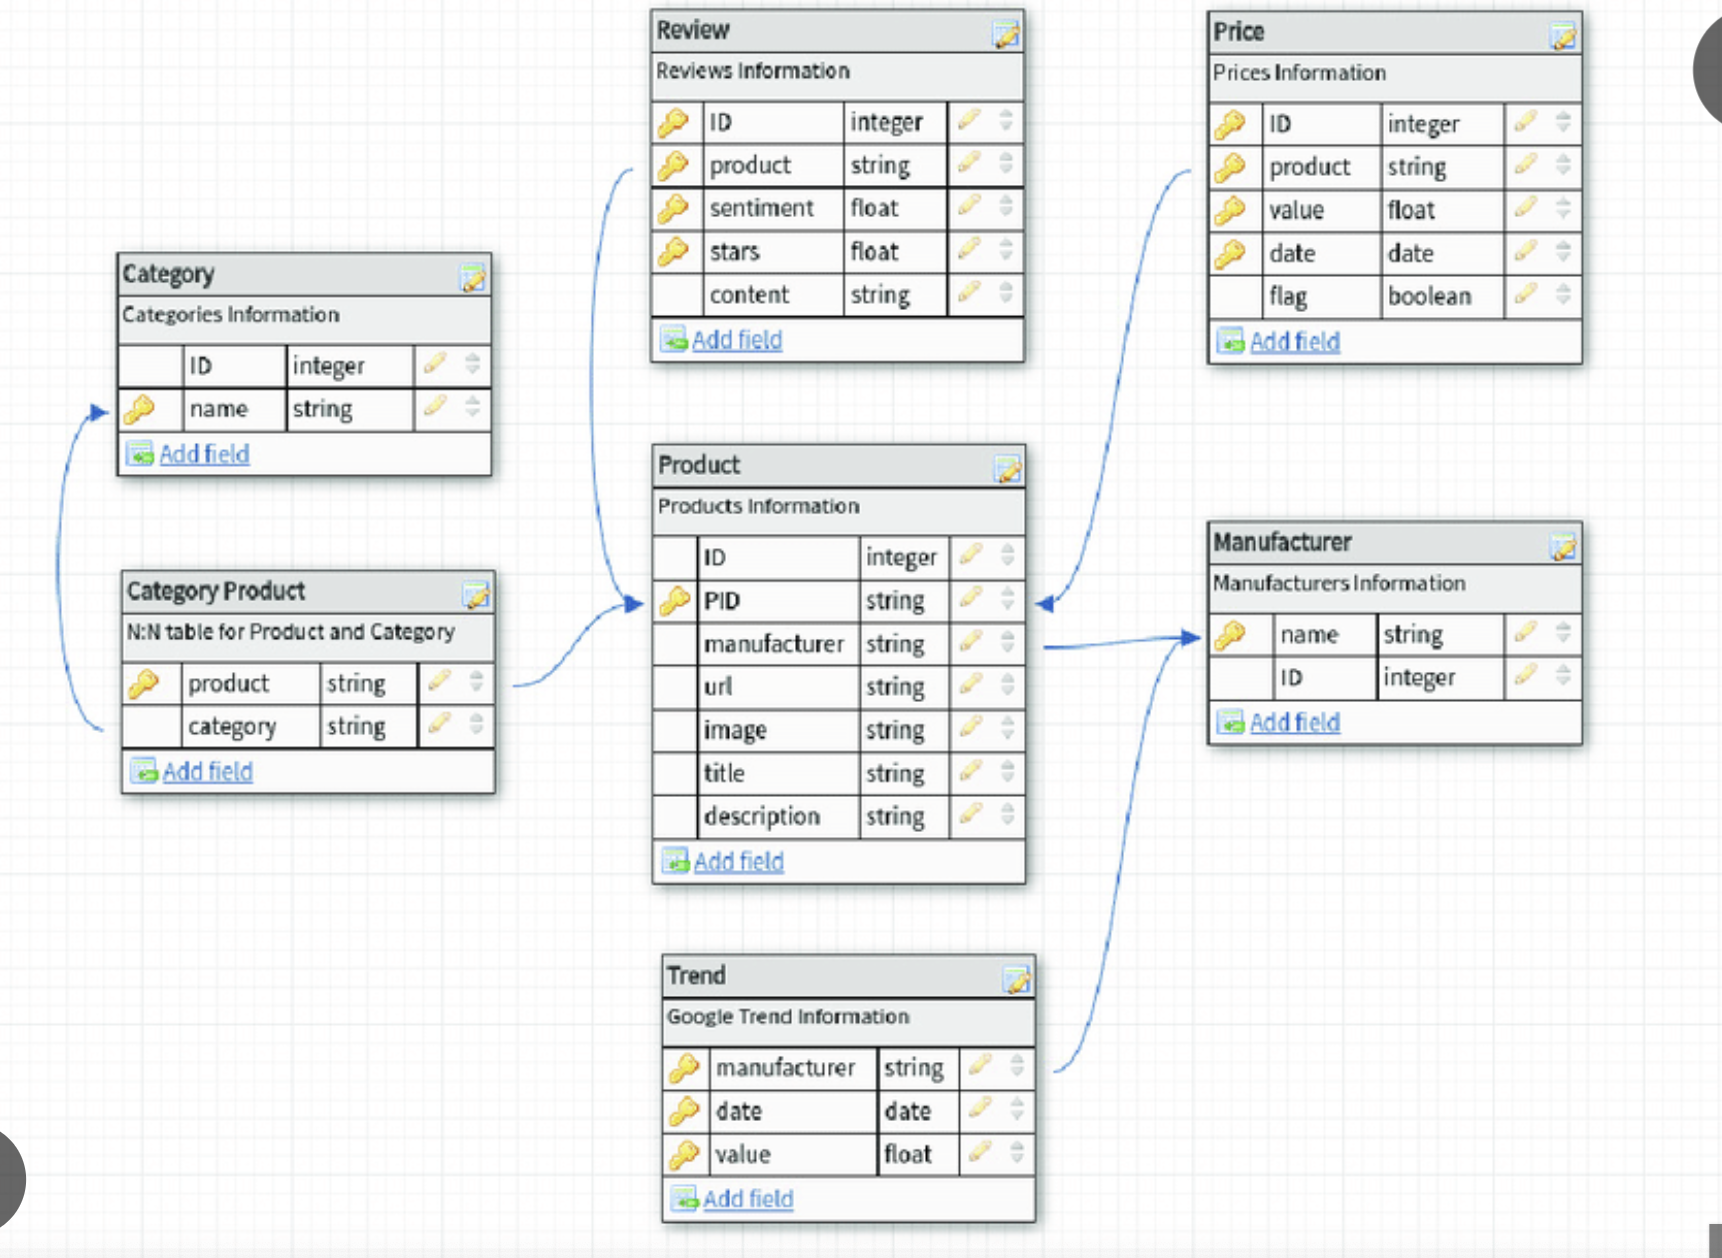 Review
Reviews Information
ID integer
product string
sentiment float
stars float
content string
Add field
Price
Prices Information
ID integer
product string
value float
date date
flag boolean
Add field
Category
Categories Information
ID integer
name string
Add field
Category Product
N:N table for Product and Category
product string
category string
Add field
Product
Products Information
ID integer
PID string
manufacturer string
url string
image string
title string
description string
Add field
Manufacturer
Manufacturers Information
name string
ID integer
Add field
Trend
Google Trend Information
manufacturer string
date date
value float
Add field